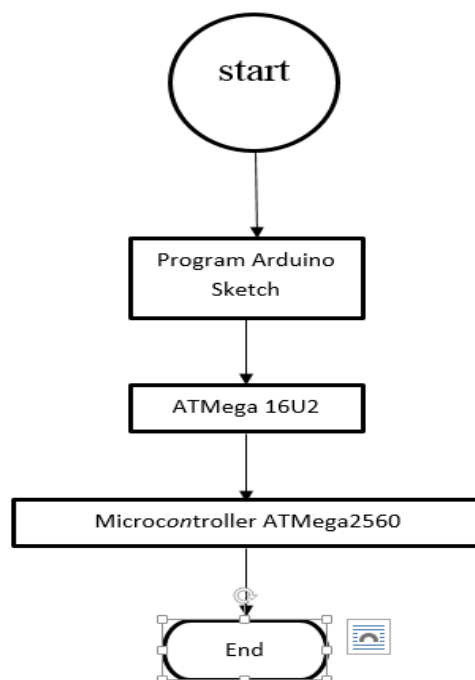 start
Program Arduino
Sketch
ATMega 16U2
Microcontroller ATMega2560
End